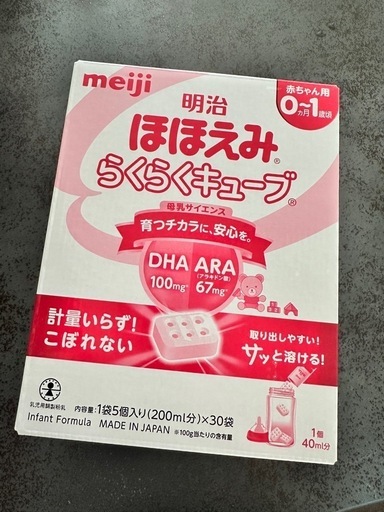 meiji
赤ちゃん用
0ヵ月~1歳頃
明治
ほほえみ®
らくらくキューブ®
母乳サイエンス
育つチカラに、安心を。
DHA 100mg※
ARA (アラキドン酸) 67mg※
計量いらず!
こぼれない
取り出しやすい!
サッと溶ける!
乳児用調製粉乳
内容量:1袋5個入り(200ml分)×30袋
Infant Formula MADE IN JAPAN ※100g当たりの含有量
1個
40ml分